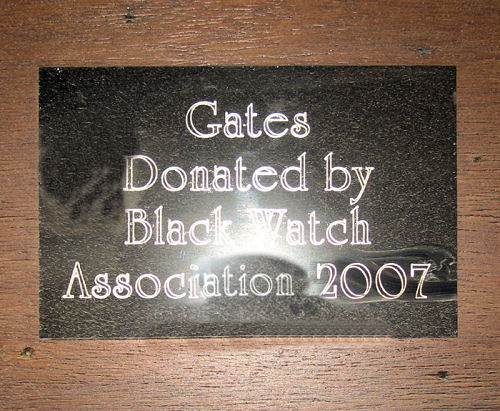 Gates
Donated by
Black Watch
Association 2007